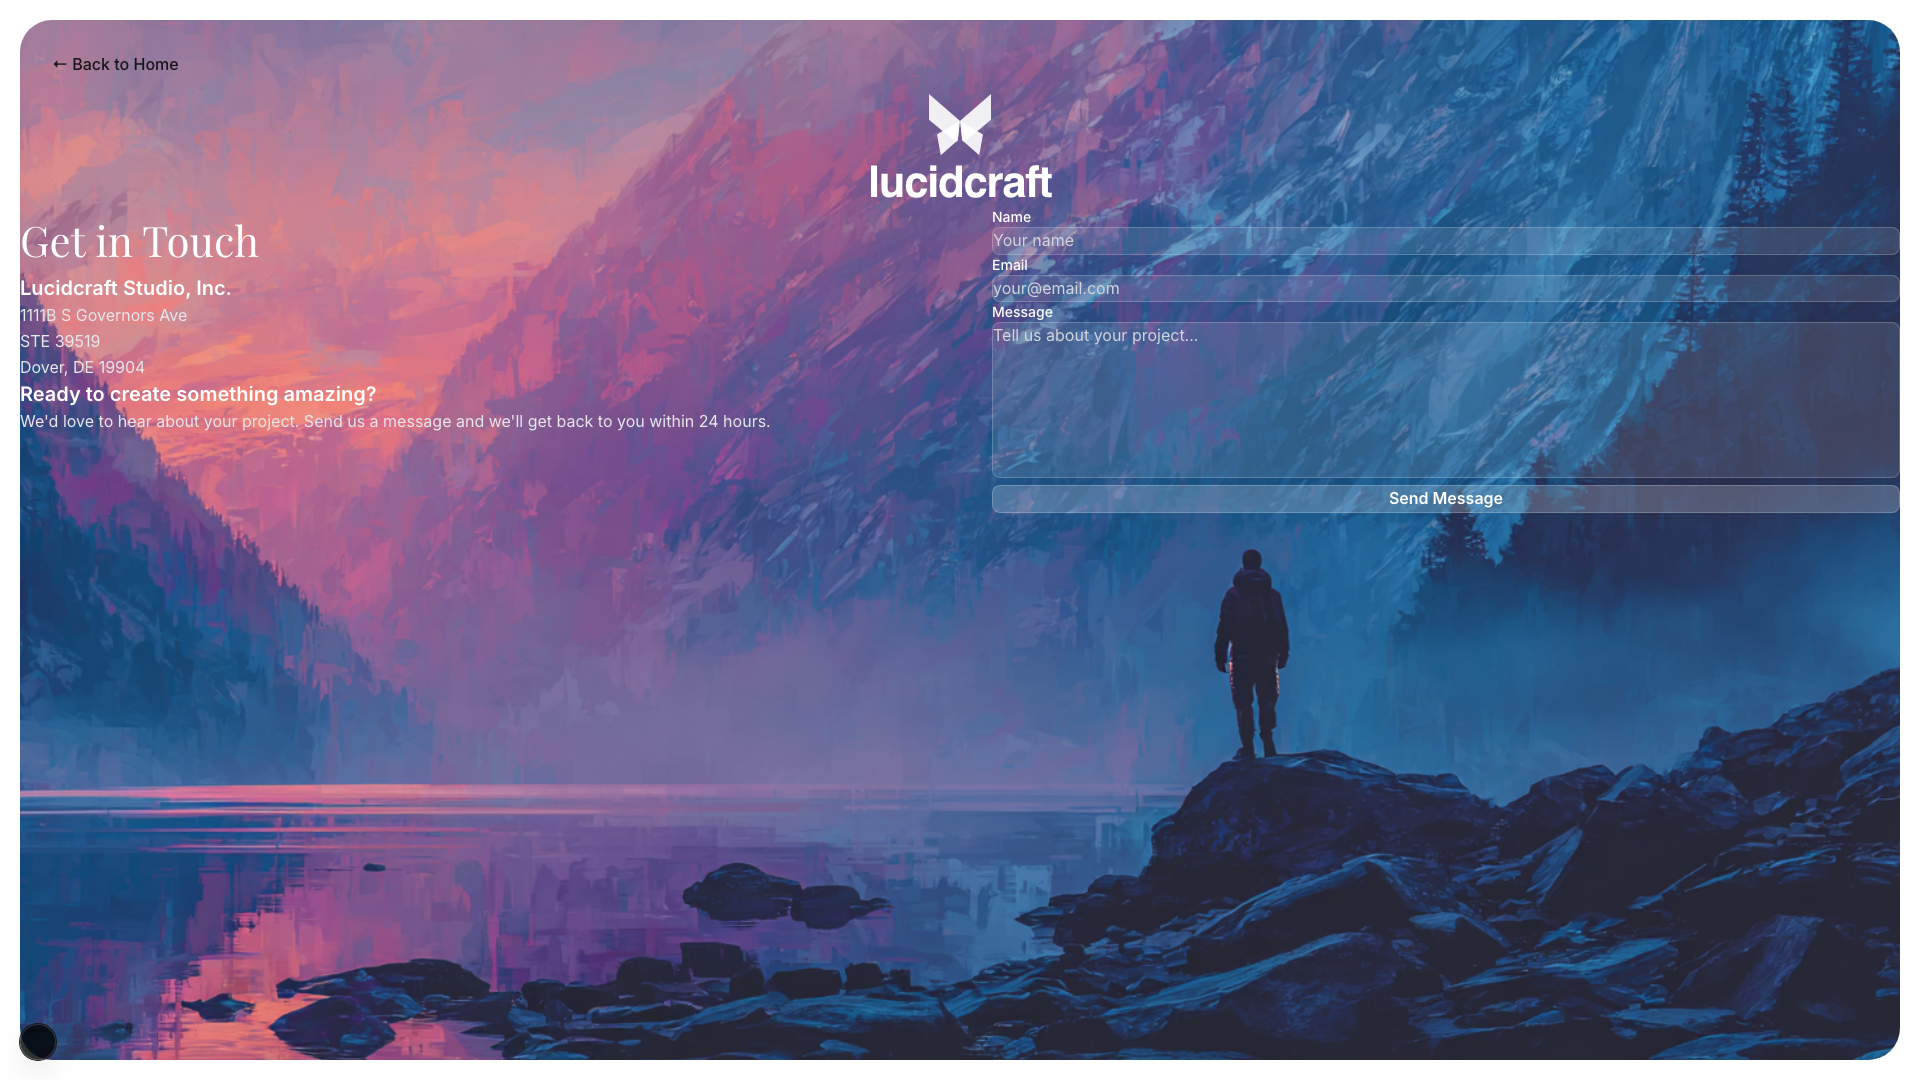 ← Back to Home
lucidcraft
Get in Touch
Lucidcraft Studio, Inc.
1111B S Governors Ave
STE 39519
Dover, DE 19904
Ready to create something amazing?
We'd love to hear about your project. Send us a message and we'll get back to you within 24 hours.
Name
Your name
Email
your@email.com
Message
Tell us about your project...
Send Message